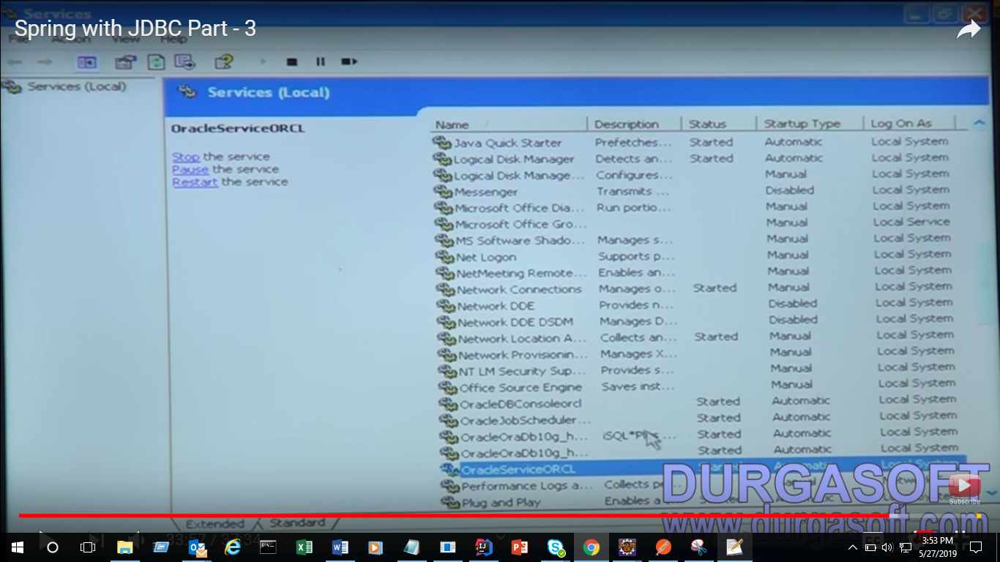 Services
Spring with JDBC Part - 3
File Action View Help
Services (Local)
Services (Local)
OracleServiceORCL
Stop the service
Pause the service
Restart the service
Name Description Status Startup Type Log On As
Java Quick Starter Prefetches... Started Automatic Local System
Logical Disk Manager Detects an... Started Automatic Local System
Logical Disk Manage... Configures... Manual Local System
Messenger Transmits ... Disabled Local System
Microsoft Office Dia... Run portio... Manual Local System
Microsoft Office Gro... Manual Local Service
MS Software Shado... Manages s... Manual Local System
Net Logon Supports p... Manual Local System
NetMeeting Remote... Enables an... Manual Local System
Network Connections Manages o... Started Manual Local System
Network DDE Provides n... Disabled Local System
Network DDE DSDM Manages D... Disabled Local System
Network Location A... Collects an... Started Manual Local System
Network Provisionin... Manages X... Manual Local System
NT LM Security Sup... Provides s... Manual Local System
Office Source Engine Saves inst... Manual Local System
OracleDBConsoleorcl Started Automatic Local System
OracleJobScheduler... Started Automatic Local System
OracleOraDb10g_h... iSQL*Plus ... Started Automatic Local System
OracleOraDb10g_h... Started Automatic Local System
OracleServiceORCL Started Automatic Local System
Performance Logs a... Collects pe... Manual
Plug and Play Enables a
DURGASOFT
Subscribe
www.durgasoft.com
Extended Standard
33:57
3:53 PM
5/27/2019